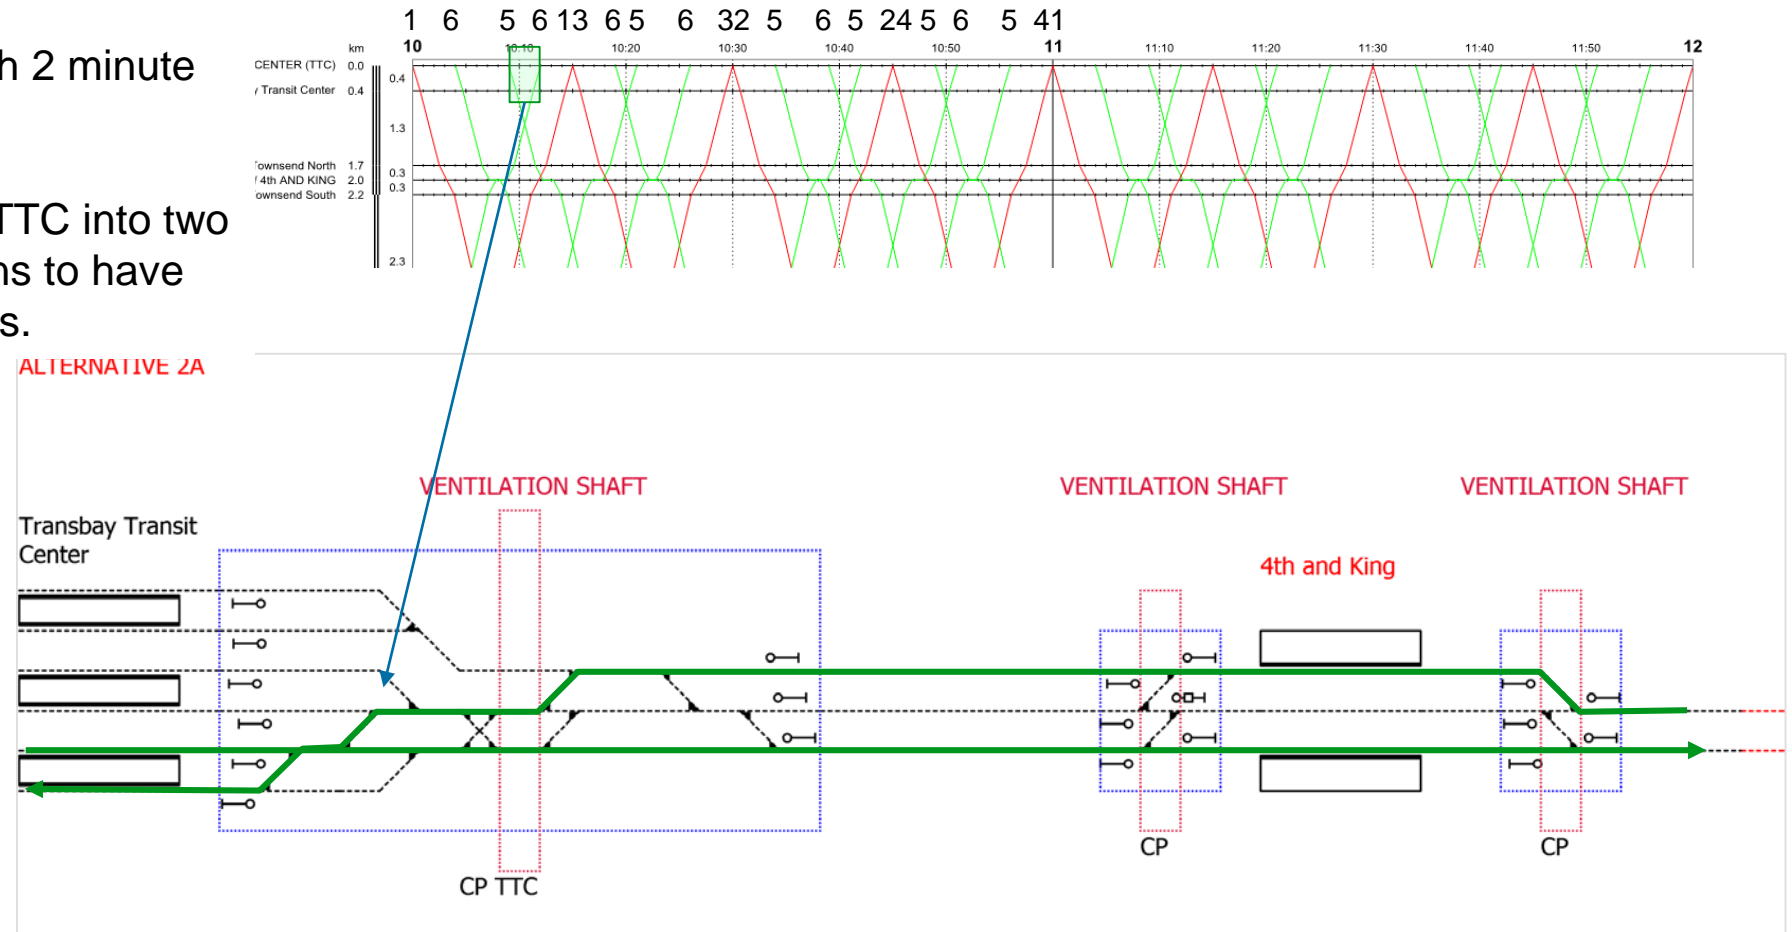 1 6 5 6 13 6 5 6 32 5 6 5 24 5 6 5 41
km 10 10:10 10:20 10:30 10:40 10:50 11 11:10 11:20 11:40 11:50 12
h 2 minute
CENTER (TTC) 0.0
0.4
Transit Center 0.4
1.3
Townsend North 1.7
0.3
4th AND KING 2.0
0.3
ownsend South 2.2
2.3
TTC into two
ns to have
s.
ALTERNATIVE 2A
VENTILATION SHAFT VENTILATION SHAFT VENTILATION SHAFT
Transbay Transit
Center
4th and King
CP CP
CP TTC